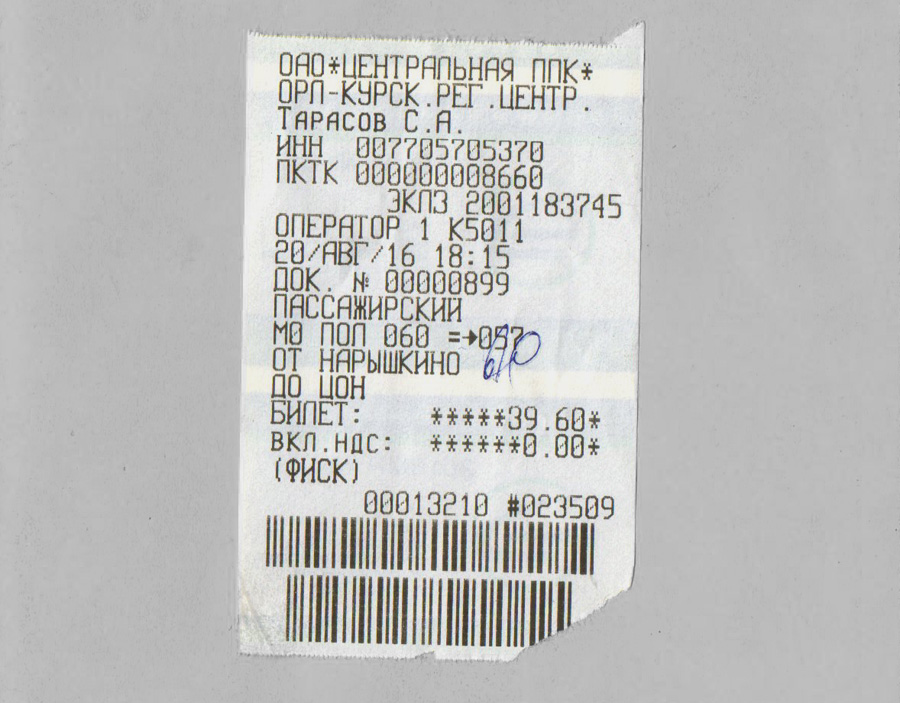 ОАО*ЦЕНТРАЛЬНАЯ ППК*
ОРЛ-КУРСК.РЕГ.ЦЕНТР.
Тарасов С.А.
ИНН 007705705370
ПКТК 000000008660
ЭКЛЗ 2001183745
ОПЕРАТОР 1 К5011
20/АВГ/16 18:15
ДОК. № 00000899
ПАССАЖИРСКИЙ
МО ПОЛ 060 =➔057
ОТ НАРЫШКИНО
ДО ЦОН
БИЛЕТ: *****39.60*
ВКЛ.НДС: ******0.00*
(ФИСК)
00013210 #023509